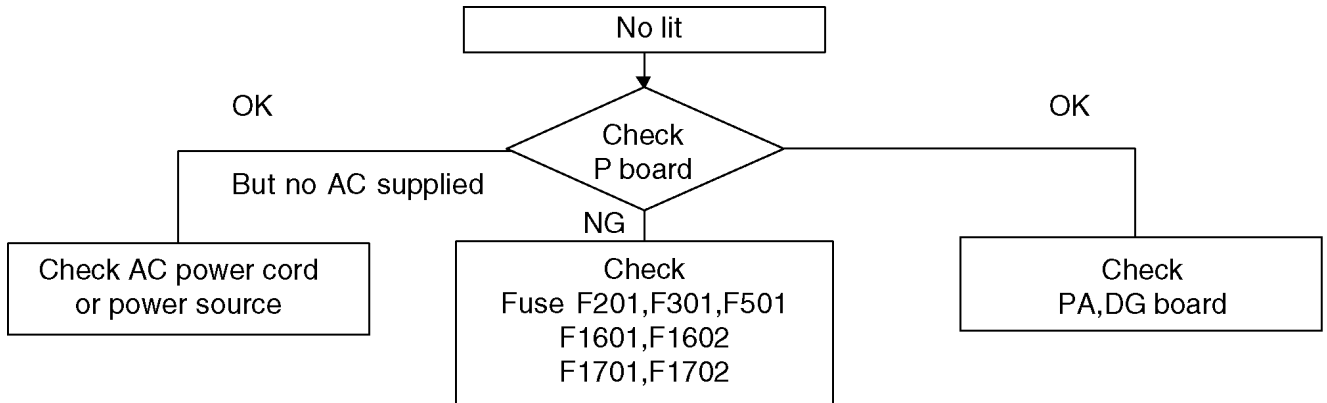 No lit
OK
OK
Check
P board
But no AC supplied
NG
Check AC power cord
or power source
Check
Fuse F201,F301,F501
F1601,F1602
F1701,F1702
Check
PA,DG board